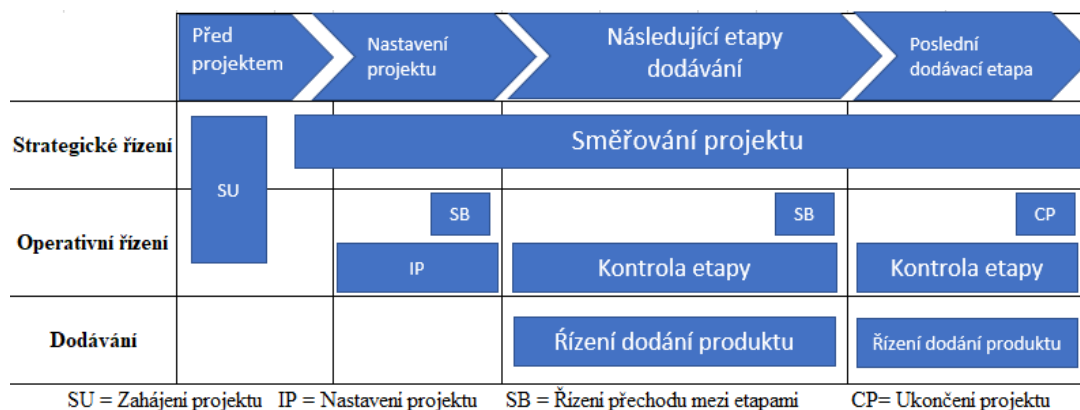 Před
projektem
Nastavení
projektu
Následující etapy
dodávání
Poslední
dodávací etapa
Strategické řízení
SU
Směřování projektu
Operativní řízení
SB
SB
CP
IP
Kontrola etapy
Kontrola etapy
Dodávání
Řízení dodání produktu
Řízení dodání produktu
SU = Zahájení projektu IP = Nastavení projektu SB = Řízení přechodu mezi etapami CP= Ukončení projektu